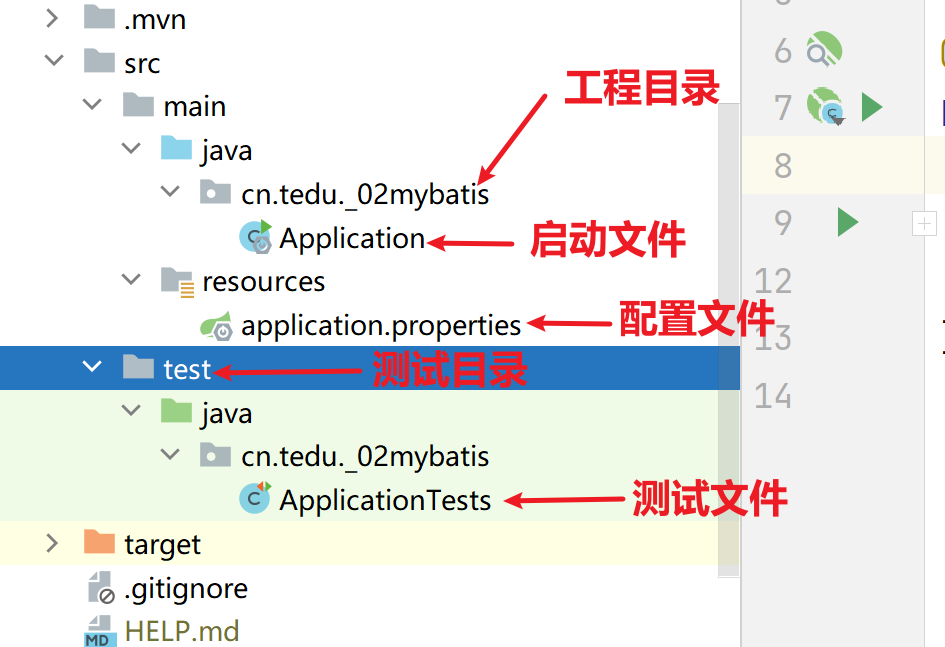 .mvn
src
main
工程目录
java
cn.tedu._02mybatis
Application
启动文件
resources
application.properties
配置文件
test
测试目录
java
cn.tedu._02mybatis
ApplicationTests
测试文件
target
.gitignore
MD HELP.md
6
7
8
9
12
13
14